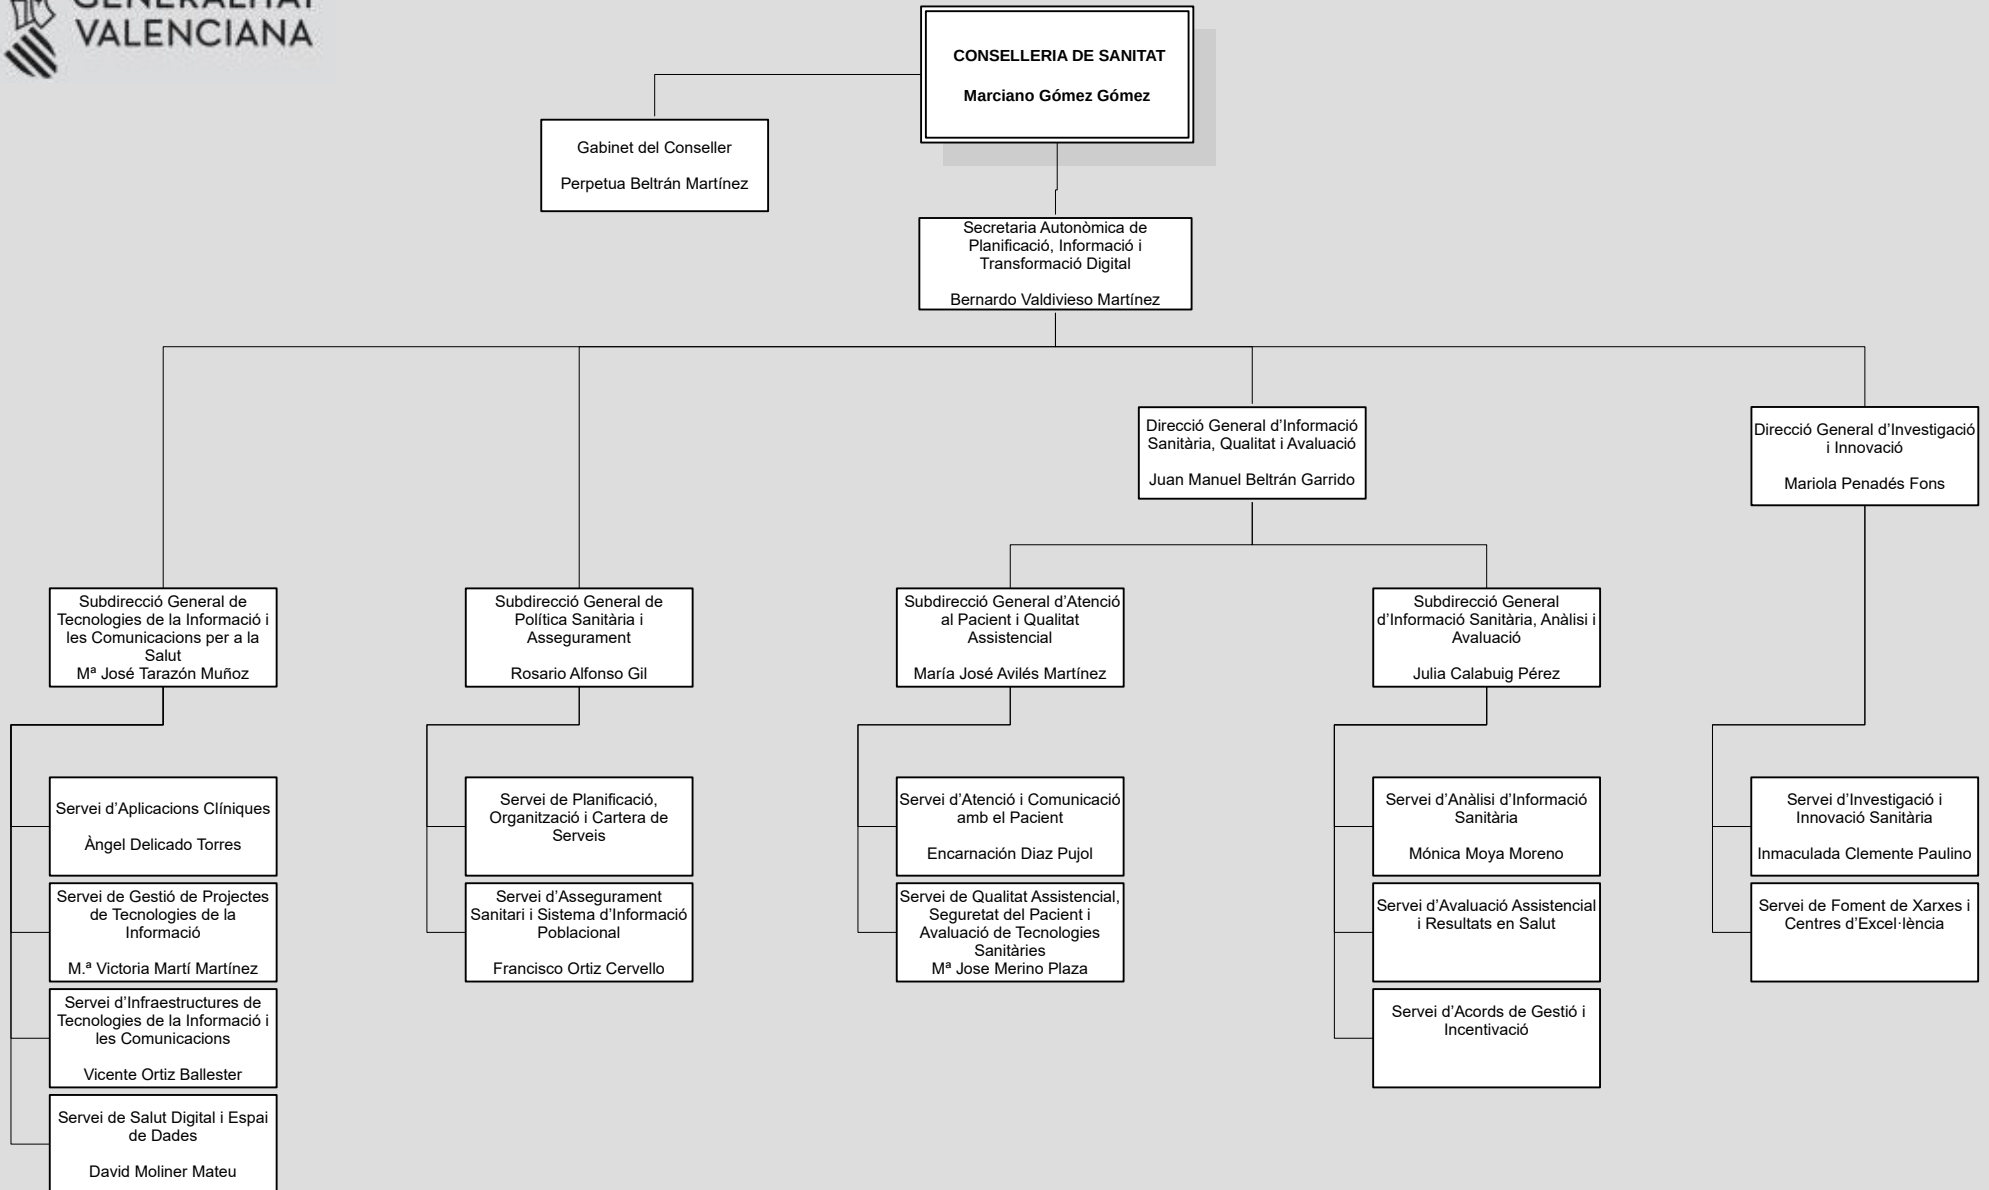 GENERALITAT
VALENCIANA
CONSELLERIA DE SANITAT
Marciano Gómez Gómez
Gabinet del Conseller
Perpetua Beltrán Martínez
Secretaria Autonòmica de
Planificació, Informació i
Transformació Digital
Bernardo Valdivieso Martínez
Direcció General d’Informació
Sanitària, Qualitat i Avaluació
Juan Manuel Beltrán Garrido
Direcció General d’Investigació
i Innovació
Mariola Penadés Fons
Subdirecció General de
Tecnologies de la Informació i
les Comunicacions per a la
Salut
Mª José Tarazón Muñoz
Subdirecció General de
Política Sanitària i
Assegurament
Rosario Alfonso Gil
Subdirecció General d’Atenció
al Pacient i Qualitat
Assistencial
María José Avilés Martínez
Subdirecció General
d’Informació Sanitària, Anàlisi i
Avaluació
Julia Calabuig Pérez
Servei d’Aplicacions Clíniques
Àngel Delicado Torres
Servei de Gestió de Projectes
de Tecnologies de la
Informació
M.ª Victoria Martí Martínez
Servei d’Infraestructures de
Tecnologies de la Informació i
les Comunicacions
Vicente Ortiz Ballester
Servei de Salut Digital i Espai
de Dades
David Moliner Mateu
Servei de Planificació,
Organització i Cartera de
Serveis
Servei d’Assegurament
Sanitari i Sistema d’Informació
Poblacional
Francisco Ortiz Cervello
Servei d’Atenció i Comunicació
amb el Pacient
Encarnación Diaz Pujol
Servei de Qualitat Assistencial,
Seguretat del Pacient i
Avaluació de Tecnologies
Sanitàries
Mª Jose Merino Plaza
Servei d’Anàlisi d’Informació
Sanitària
Mónica Moya Moreno
Servei d’Avaluació Assistencial
i Resultats en Salut
Servei d’Acords de Gestió i
Incentivació
Servei d’Investigació i
Innovació Sanitària
Inmaculada Clemente Paulino
Servei de Foment de Xarxes i
Centres d’Excel·lència